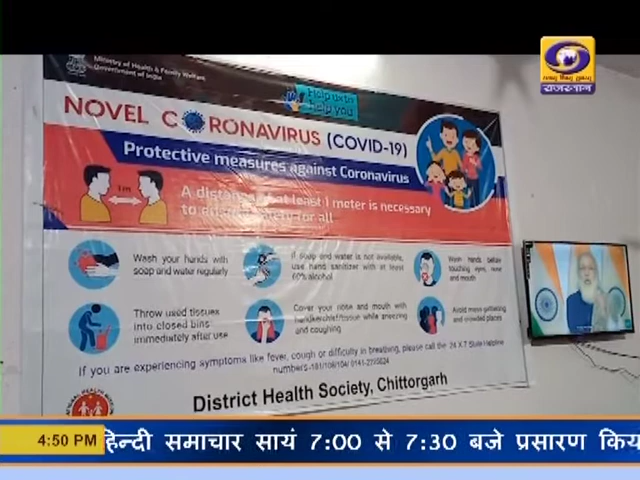 Ministry of Health & Family Welfare
Government of India
Help us to
help you
राजस्थान
NOVEL CORONAVIRUS (COVID-19)
Protective measures against Coronavirus
1m
A distance of at least 1 meter is necessary
to for all
Wash your hands with
soap and water regularly
If soap and water is not available,
use hand sanitizer with at least
60% alcohol
Wash hands before
touching eyes, nose
and mouth
Throw used tissues
into closed bins
immediately after use
Cover your nose and mouth with
handkerchief/tissue while sneezing
and coughing
Avoid mass gathering
and crowded places
If you are experiencing symptoms like fever, cough or difficulty in breathing, please call the 24 X 7 State Helpline
District Health Society, Chittorgarh
4:50 PM
हिन्दी समाचार सायं 7:00 से 7:30 बजे प्रसारण